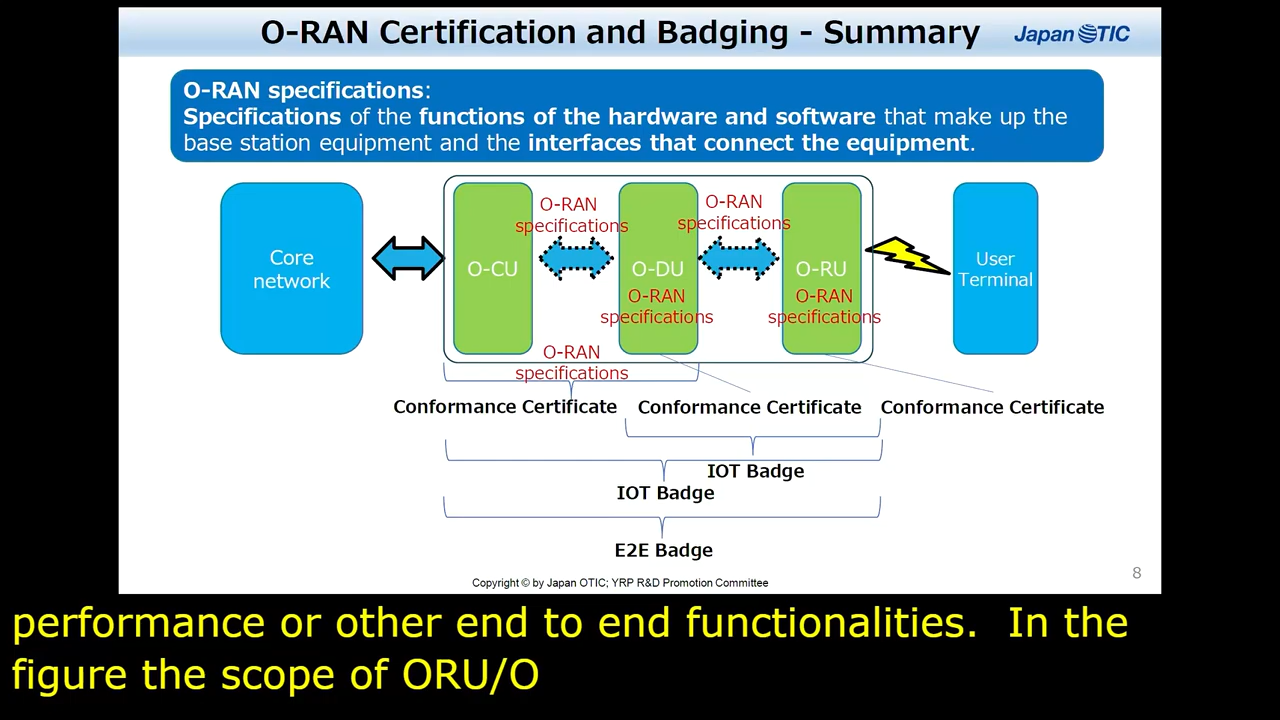 O-RAN Certification and Badging - Summary
Japan OTIC
O-RAN specifications:
Specifications of the functions of the hardware and software that make up the
base station equipment and the interfaces that connect the equipment.
Core
network
O-CU
O-RAN
specifications
O-DU
O-RAN
specifications
O-RAN
specifications
O-RU
O-RAN
specifications
User
Terminal
O-RAN
specifications
Conformance Certificate
Conformance Certificate
Conformance Certificate
IOT Badge
IOT Badge
E2E Badge
Copyright © by Japan OTIC; YRP R&D Promotion Committee
8
performance or other end to end functionalities.  In the
figure the scope of ORU/O